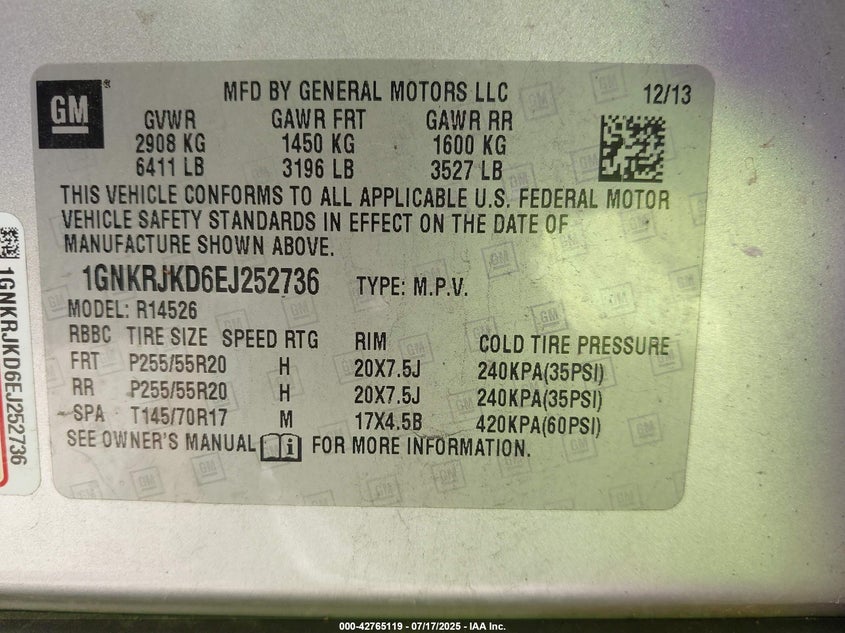 GM
MFD BY GENERAL MOTORS LLC 12/13
GVWR GAWR FRT GAWR RR
2908 KG 1450 KG 1600 KG
6411 LB 3196 LB 3527 LB
THIS VEHICLE CONFORMS TO ALL APPLICABLE U.S. FEDERAL MOTOR
VEHICLE SAFETY STANDARDS IN EFFECT ON THE DATE OF
MANUFACTURE SHOWN ABOVE.
1GNKRJKD6EJ252736 TYPE: M.P.V.
MODEL: R14526
RBBC TIRE SIZE SPEED RTG RIM COLD TIRE PRESSURE
FRT P255/55R20 H 20X7.5J 240KPA(35PSI)
RR P255/55R20 H 20X7.5J 240KPA(35PSI)
SPA T145/70R17 M 17X4.5B 420KPA(60PSI)
SEE OWNER'S MANUAL FOR MORE INFORMATION.
1GNKRJKD6EJ252736
000-42765119 - 07/17/2025 - IAA Inc.